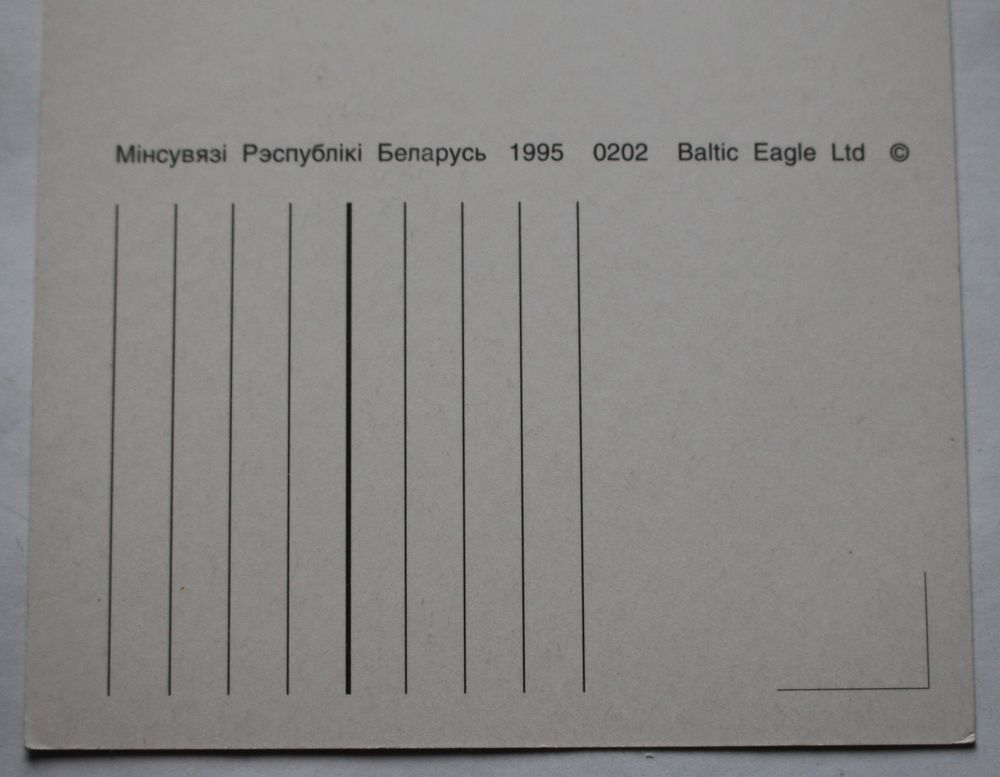 Мінсувязі Рэспублікі Беларусь 1995 0202 Baltic Eagle Ltd ©